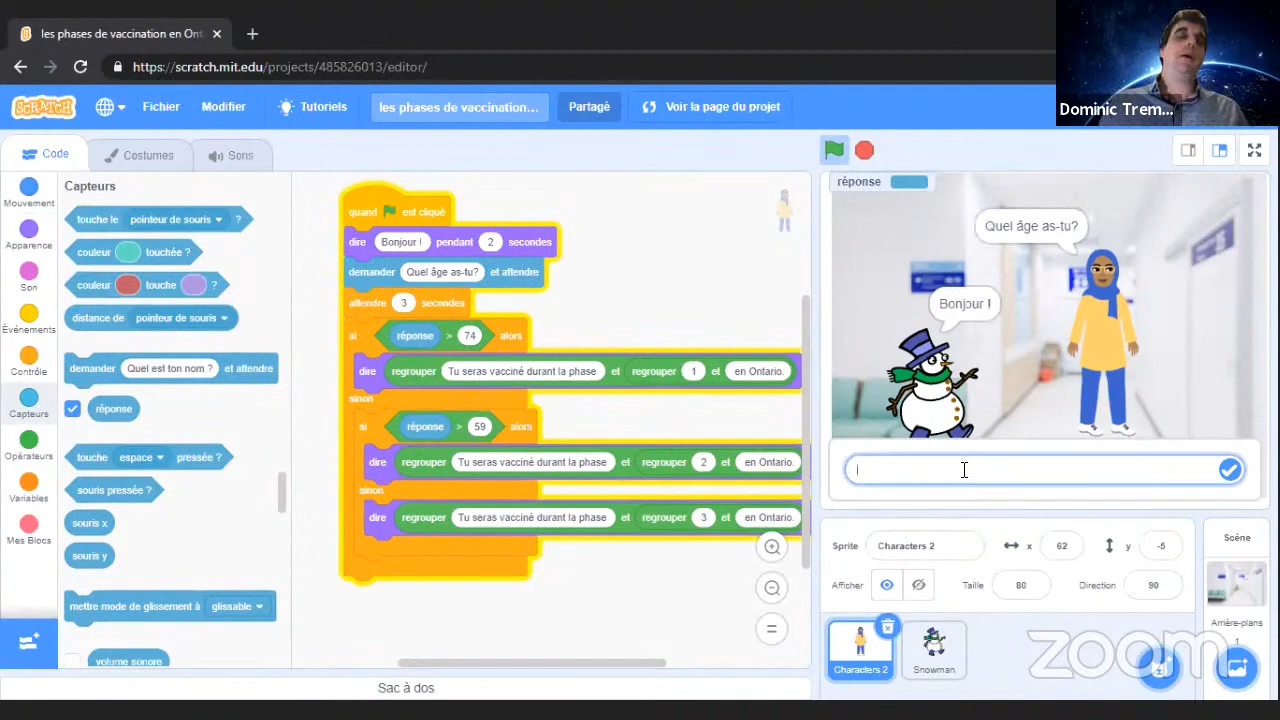 les phases de vaccination en Ont
https://scratch.mit.edu/projects/485826013/editor/
Dominic Trem...
SCRATCH
Fichier
Modifier
Tutoriels
les phases de vaccination...
Partagé
Voir la page du projet
Code
Costumes
Sons
Mouvement
Apparence
Son
Événements
Contrôle
Capteurs
Opérateurs
Variables
Mes Blocs
Capteurs
touche le pointeur de souris ?
couleur touchée ?
couleur touche ?
distance de pointeur de souris
demander Quel est ton nom ? et attendre
réponse
touche espace pressée ?
souris pressée ?
souris x
souris y
mettre mode de glissement à glissable
volume sonore
quand est cliqué
dire Bonjour ! pendant 2 secondes
demander Quel âge as-tu? et attendre
attendre 3 secondes
si réponse > 74 alors
dire regrouper Tu seras vacciné durant la phase et regrouper 1 et en Ontario.
sinon
si réponse > 59 alors
dire regrouper Tu seras vacciné durant la phase et regrouper 2 et en Ontario.
sinon
dire regrouper Tu seras vacciné durant la phase et regrouper 3 et en Ontario.
Sac à dos
réponse
Quel âge as-tu?
Bonjour !
Sprite Characters 2 x 62 y -5
Afficher Taille 80 Direction 90
Characters 2
Snowman
Scène
Arrière-plans
1
zoom